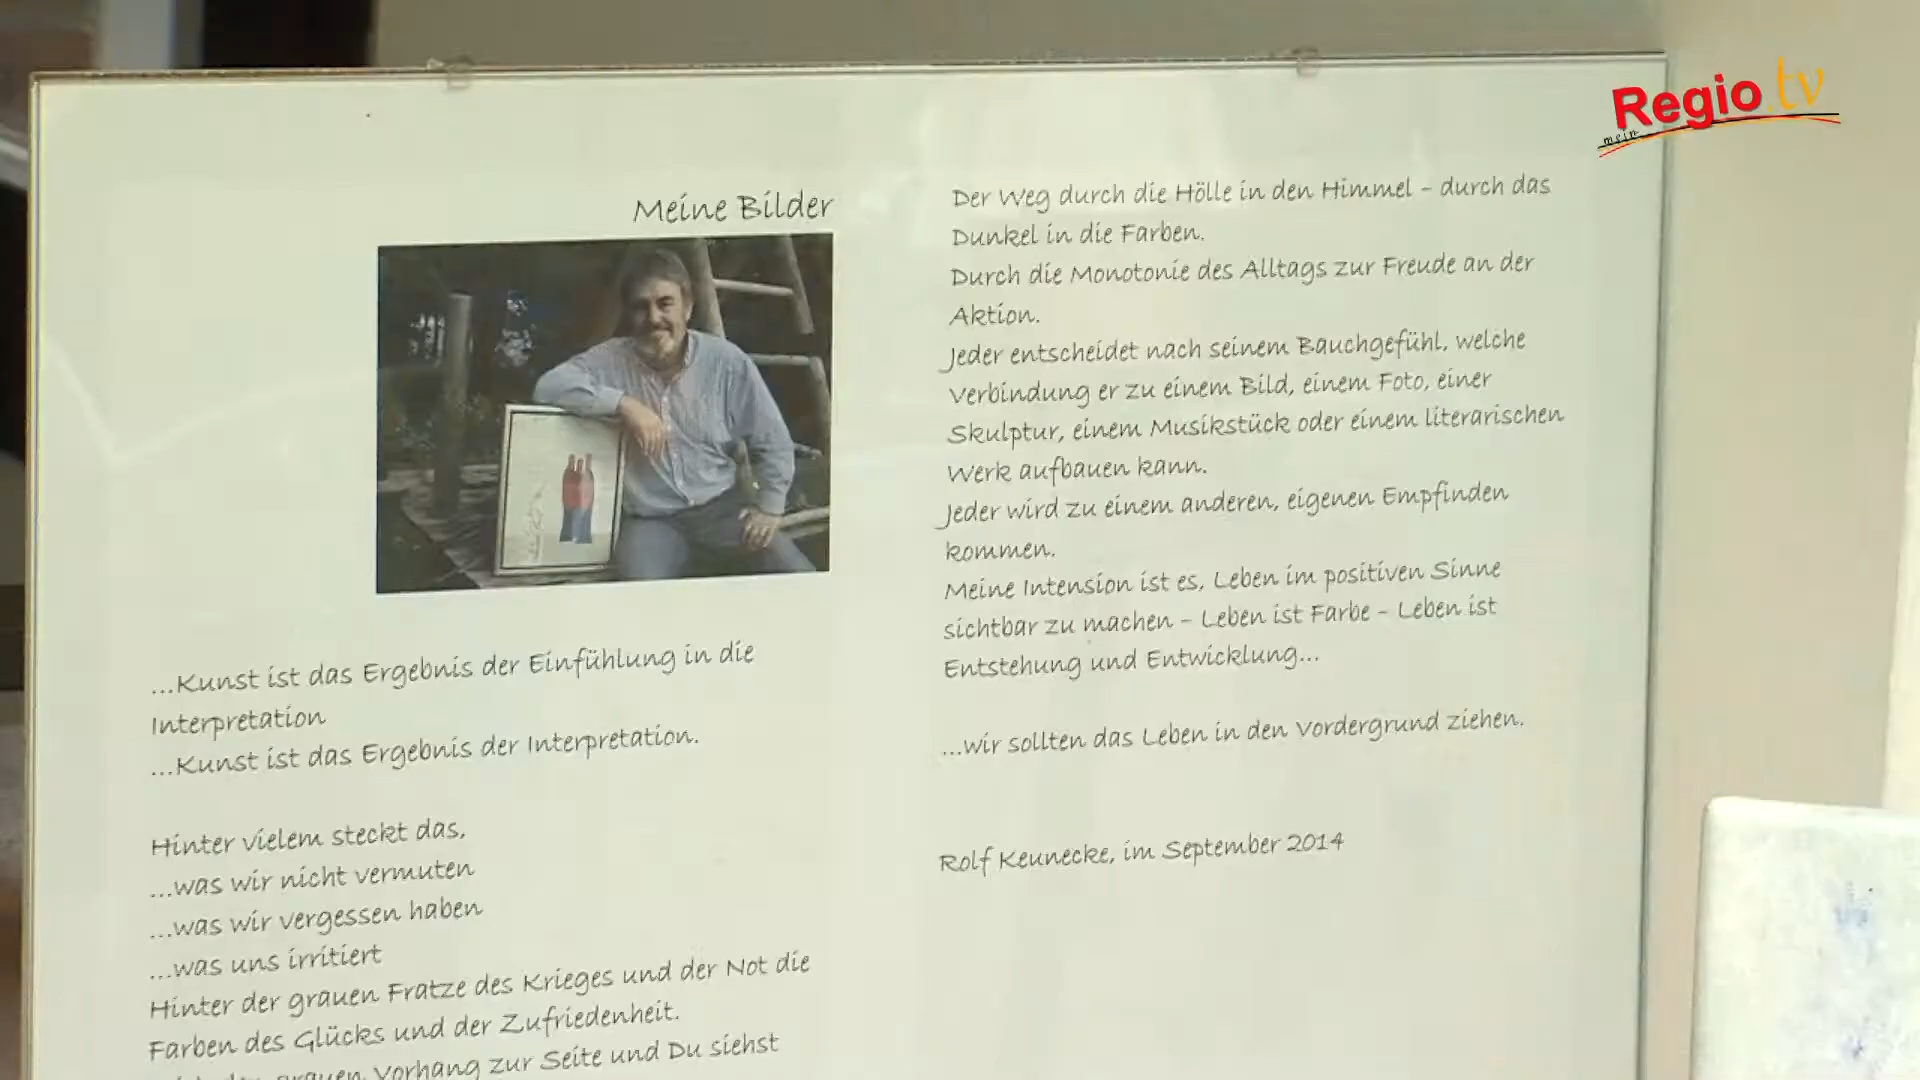 Meine Bilder
...Kunst ist das Ergebnis der Einfühlung in die
Interpretation
...Kunst ist das Ergebnis der Interpretation.
Hinter vielem steckt das,
...was wir nicht vermuten
...was wir vergessen haben
...was uns irritiert
Hinter der grauen Fratze des Krieges und der Not die
Farben des Glücks und der Zufriedenheit.
grauen Vorhang zur Seite und Du siehst
Der Weg durch die Hölle in den Himmel – durch das
Dunkel in die Farben.
Durch die Monotonie des Alltags zur Freude an der
Aktion.
Jeder entscheidet nach seinem Bauchgefühl, welche
Verbindung er zu einem Bild, einem Foto, einer
Skulptur, einem Musikstück oder einem literarischen
Werk aufbauen kann.
Jeder wird zu einem anderen, eigenen Empfinden
kommen.
Meine Intension ist es, Leben im positiven Sinne
sichtbar zu machen – Leben ist Farbe – Leben ist
Entstehung und Entwicklung...
...wir sollten das Leben in den Vordergrund ziehen.
Rolf Keunecke, im September 2014
mein Regio.tv